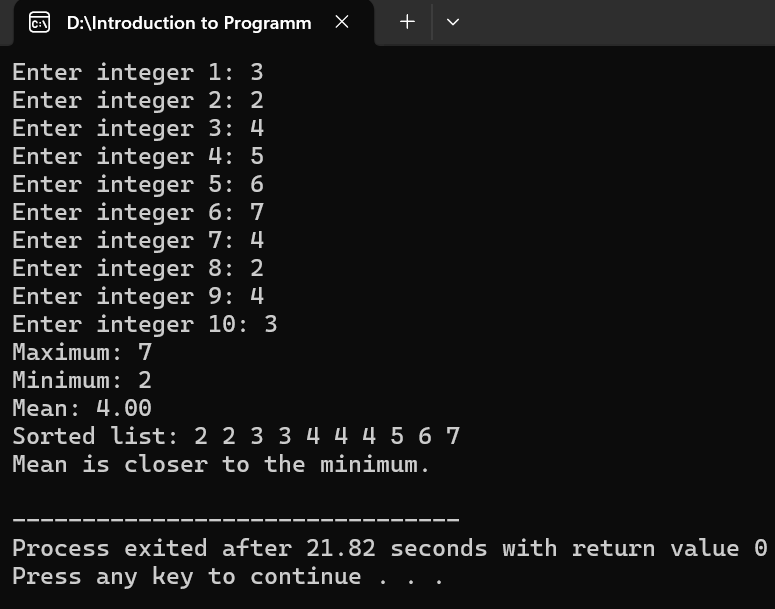 D:\Introduction to Programm
Enter integer 1: 3
Enter integer 2: 2
Enter integer 3: 4
Enter integer 4: 5
Enter integer 5: 6
Enter integer 6: 7
Enter integer 7: 4
Enter integer 8: 2
Enter integer 9: 4
Enter integer 10: 3
Maximum: 7
Minimum: 2
Mean: 4.00
Sorted list: 2 2 3 3 4 4 4 5 6 7
Mean is closer to the minimum.
--------------------------------
Process exited after 21.82 seconds with return value 0
Press any key to continue . . .